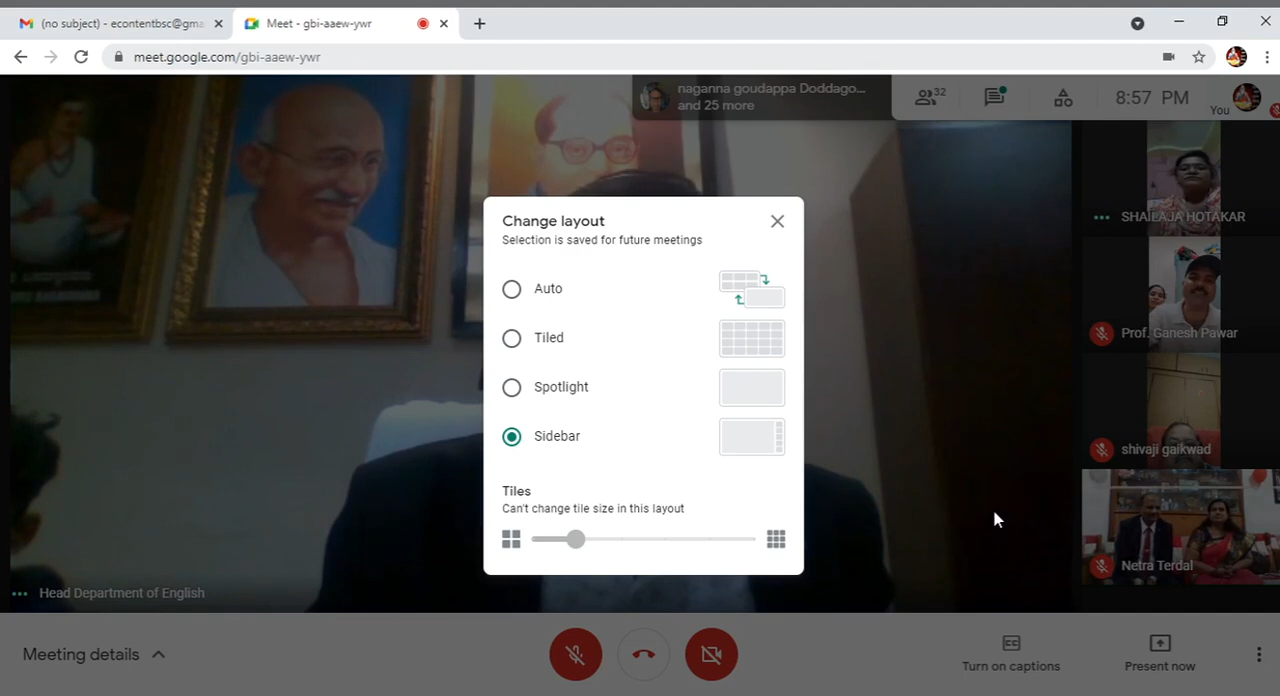 (no subject) - econtentbsc@gma
Meet - gbi-aaew-ywr
meet.google.com/gbi-aaew-ywr
naganna goudappa Doddago...
and 25 more
32
8:57 PM
You
SHAILAJA HOTAKAR
Prof. Ganesh Pawar
shivaji gaikwad
Netra Terdal
Change layout
Selection is saved for future meetings
Auto
Tiled
Spotlight
Sidebar
Tiles
Can't change tile size in this layout
Head Department of English
Meeting details
CC
Turn on captions
Present now